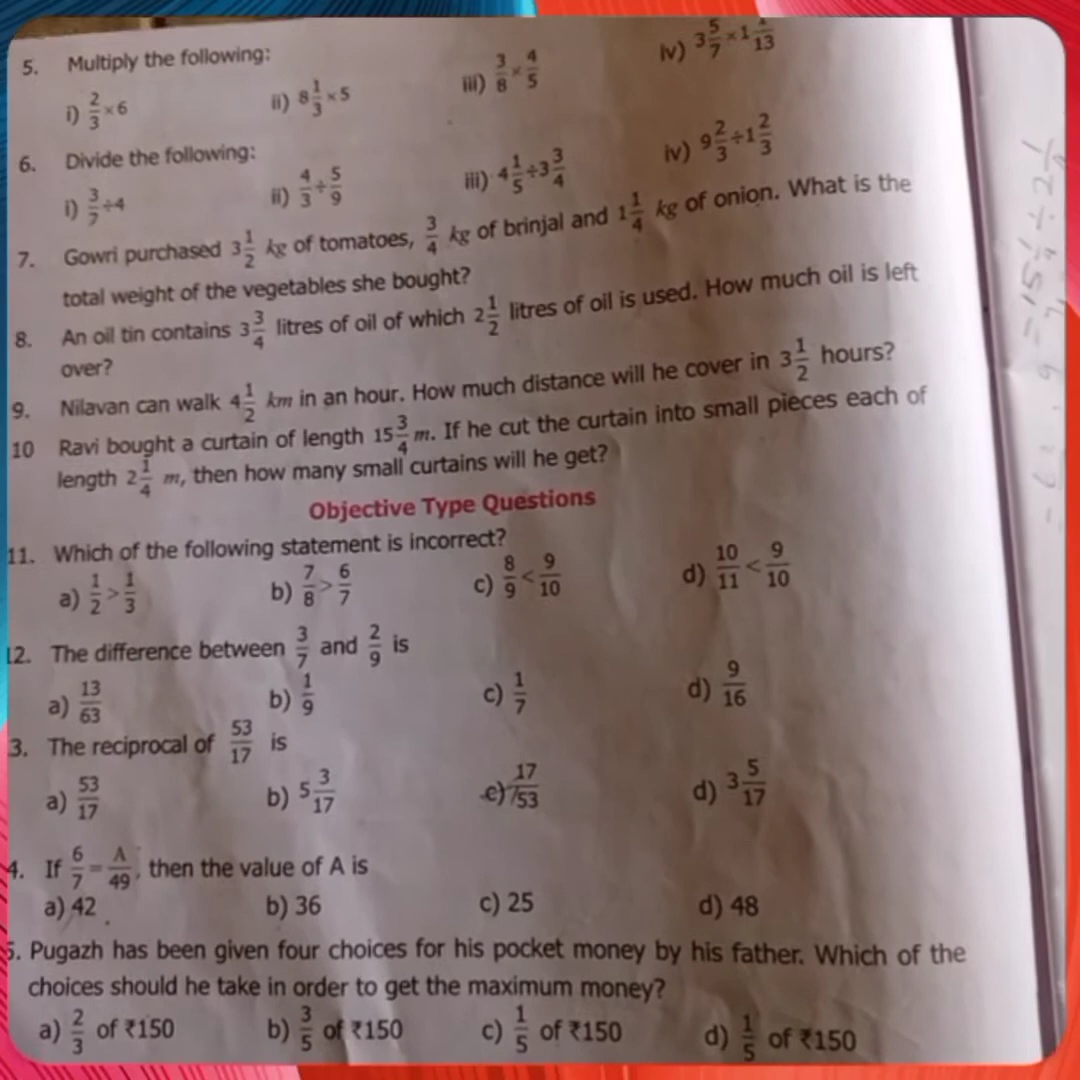 5. Multiply the following:
i) 2/3 × 6 ii) 8 1/3 × 5 iii) 3/8 × 4/5 iv) 3 5/7 × 1 1/13
6. Divide the following:
i) 3/7 ÷ 4 ii) 4/3 ÷ 5/9 iii) 4 1/5 ÷ 3 3/4 iv) 9 2/3 ÷ 1 2/3
7. Gowri purchased 3 1/2 kg of tomatoes, 3/4 kg of brinjal and 1 1/4 kg of onion. What is the
total weight of the vegetables she bought?
8. An oil tin contains 3 3/4 litres of oil of which 2 1/2 litres of oil is used. How much oil is left
over?
9. Nilavan can walk 4 1/2 km in an hour. How much distance will he cover in 3 1/2 hours?
10 Ravi bought a curtain of length 15 3/4 m. If he cut the curtain into small pieces each of
length 2 1/4 m, then how many small curtains will he get?
Objective Type Questions
11. Which of the following statement is incorrect?
a) 1/2 > 1/3 b) 7/8 > 6/7 c) 8/9 < 9/10 d) 10/11 < 9/10
12. The difference between 3/7 and 2/9 is
a) 13/63 b) 1/9 c) 1/7 d) 9/16
3. The reciprocal of 53/17 is
a) 53/17 b) 5 3/17 c) 17/53 d) 3 5/17
4. If 6/7 = A/49, then the value of A is
a) 42 b) 36 c) 25 d) 48
5. Pugazh has been given four choices for his pocket money by his father. Which of the
choices should he take in order to get the maximum money?
a) 2/3 of ₹150 b) 3/5 of ₹150 c) 1/5 of ₹150 d) 1/5 of ₹150